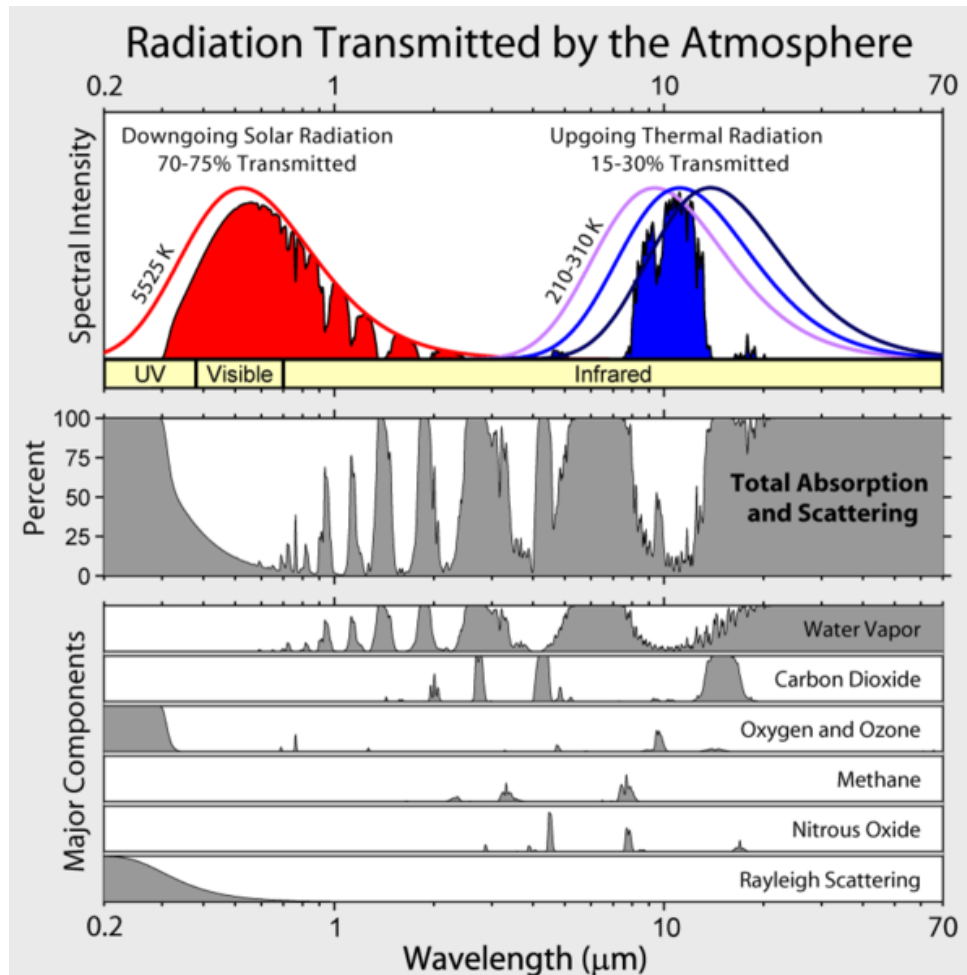 Radiation Transmitted by the Atmosphere
0.2 1 10 70
Downgoing Solar Radiation
70-75% Transmitted
Upgoing Thermal Radiation
15-30% Transmitted
Spectral Intensity
5525 K
210-310 K
UV Visible Infrared
Percent
100
75
50
25
0
Total Absorption
and Scattering
Major Components
Water Vapor
Carbon Dioxide
Oxygen and Ozone
Methane
Nitrous Oxide
Rayleigh Scattering
0.2 1 10 70
Wavelength (μm)